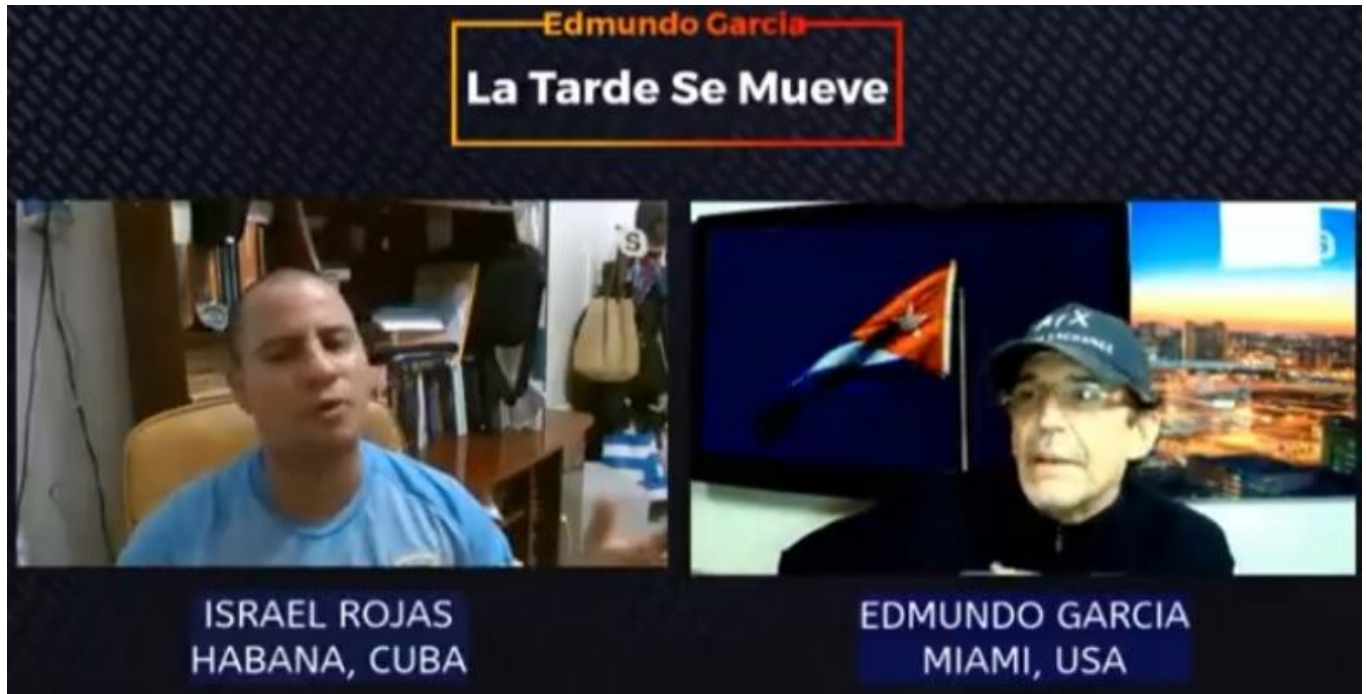 Edmundo Garcia
La Tarde Se Mueve
S
S
ISRAEL ROJAS
HABANA, CUBA
EDMUNDO GARCIA
MIAMI, USA